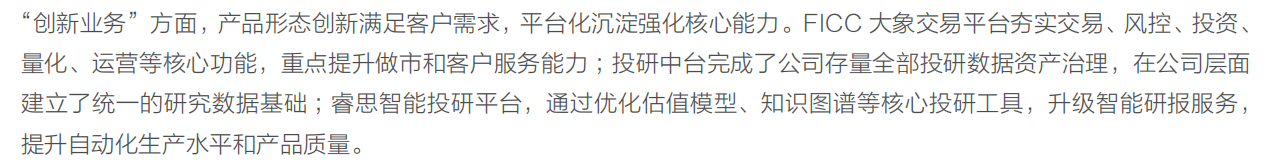 “创新业务”方面，产品形态创新满足客户需求，平台化沉淀强化核心能力。FICC 大象交易平台夯实交易、风控、投资、
量化、运营等核心功能，重点提升做市和客户服务能力；投研中台完成了公司存量全部投研数据资产治理，在公司层面
建立了统一的研究数据基础；睿思智能投研平台，通过优化估值模型、知识图谱等核心投研工具，升级智能研报服务，
提升自动化生产水平和产品质量。